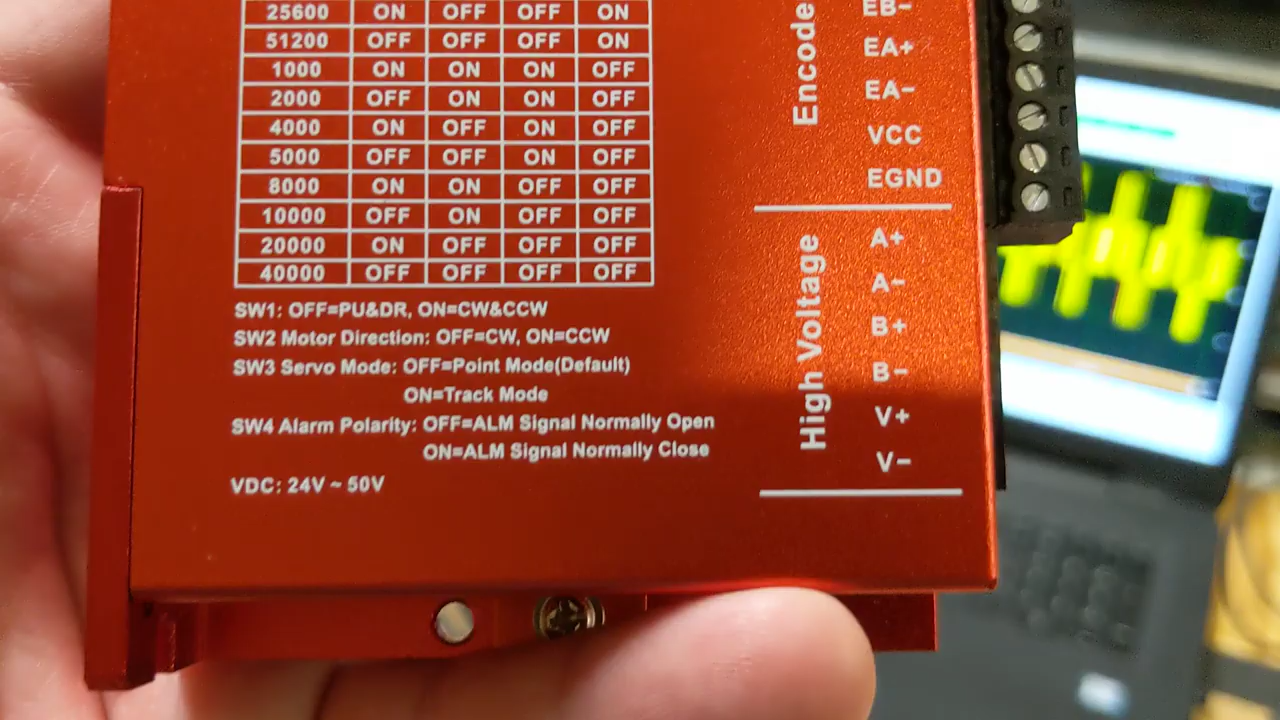 25600 ON OFF OFF ON
51200 OFF OFF OFF ON
1000 ON ON ON OFF
2000 OFF ON ON OFF
4000 ON OFF ON OFF
5000 OFF OFF ON OFF
8000 ON ON OFF OFF
10000 OFF ON OFF OFF
20000 ON OFF OFF OFF
40000 OFF OFF OFF OFF
SW1: OFF=PU&DR, ON=CW&CCW
SW2 Motor Direction: OFF=CW, ON=CCW
SW3 Servo Mode: OFF=Point Mode(Default)
ON=Track Mode
SW4 Alarm Polarity: OFF=ALM Signal Normally Open
ON=ALM Signal Normally Close
VDC: 24V ~ 50V
Encode
EB-
EA+
EA-
VCC
EGND
High Voltage
A+
A-
B+
B-
V+
V-